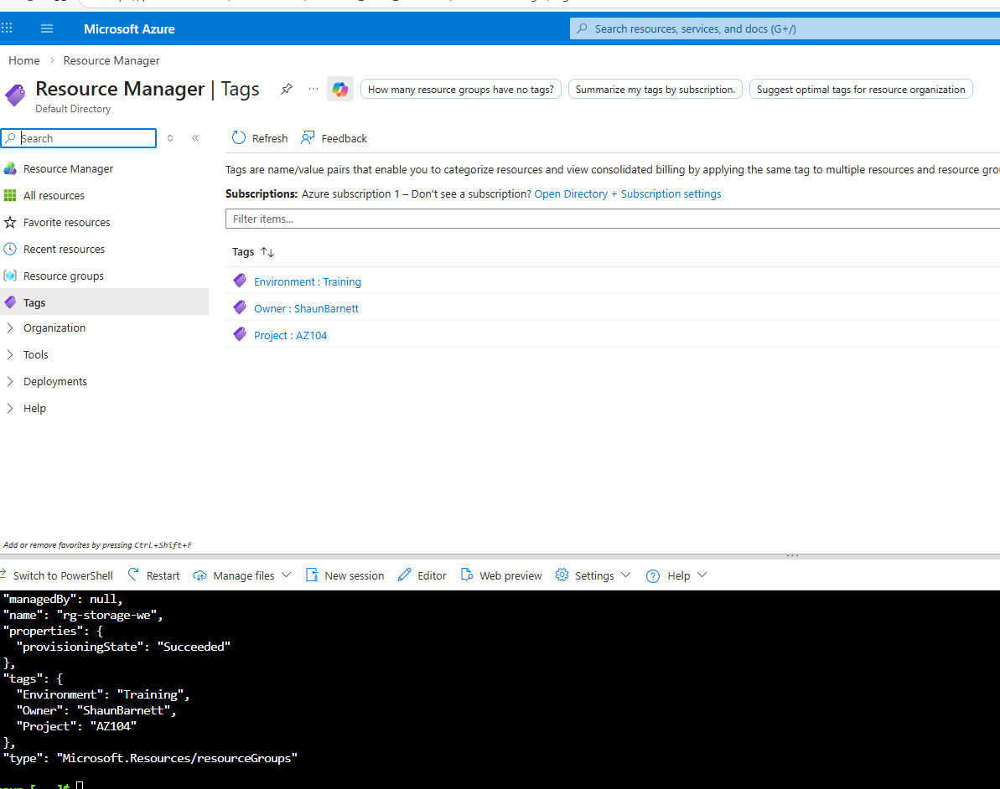 Microsoft Azure
Search resources, services, and docs (G+/)
Home > Resource Manager
Resource Manager | Tags
Default Directory
How many resource groups have no tags?
Summarize my tags by subscription.
Suggest optimal tags for resource organization
Search
Refresh
Feedback
Resource Manager
All resources
Favorite resources
Recent resources
Resource groups
Tags
Organization
Tools
Deployments
Help
Add or remove favorites by pressing Ctrl+Shift+F
Tags are name/value pairs that enable you to categorize resources and view consolidated billing by applying the same tag to multiple resources and resource
Subscriptions: Azure subscription 1 – Don't see a subscription? Open Directory + Subscription settings
Filter items...
Tags
Environment : Training
Owner : ShaunBarnett
Project : AZ104
Switch to PowerShell
Restart
Manage files
New session
Editor
Web preview
Settings
Help
"managedBy": null,
"name": "rg-storage-we",
"properties": {
"provisioningState": "Succeeded"
},
"tags": {
"Environment": "Training",
"Owner": "ShaunBarnett",
"Project": "AZ104"
},
"type": "Microsoft.Resources/resourceGroups"